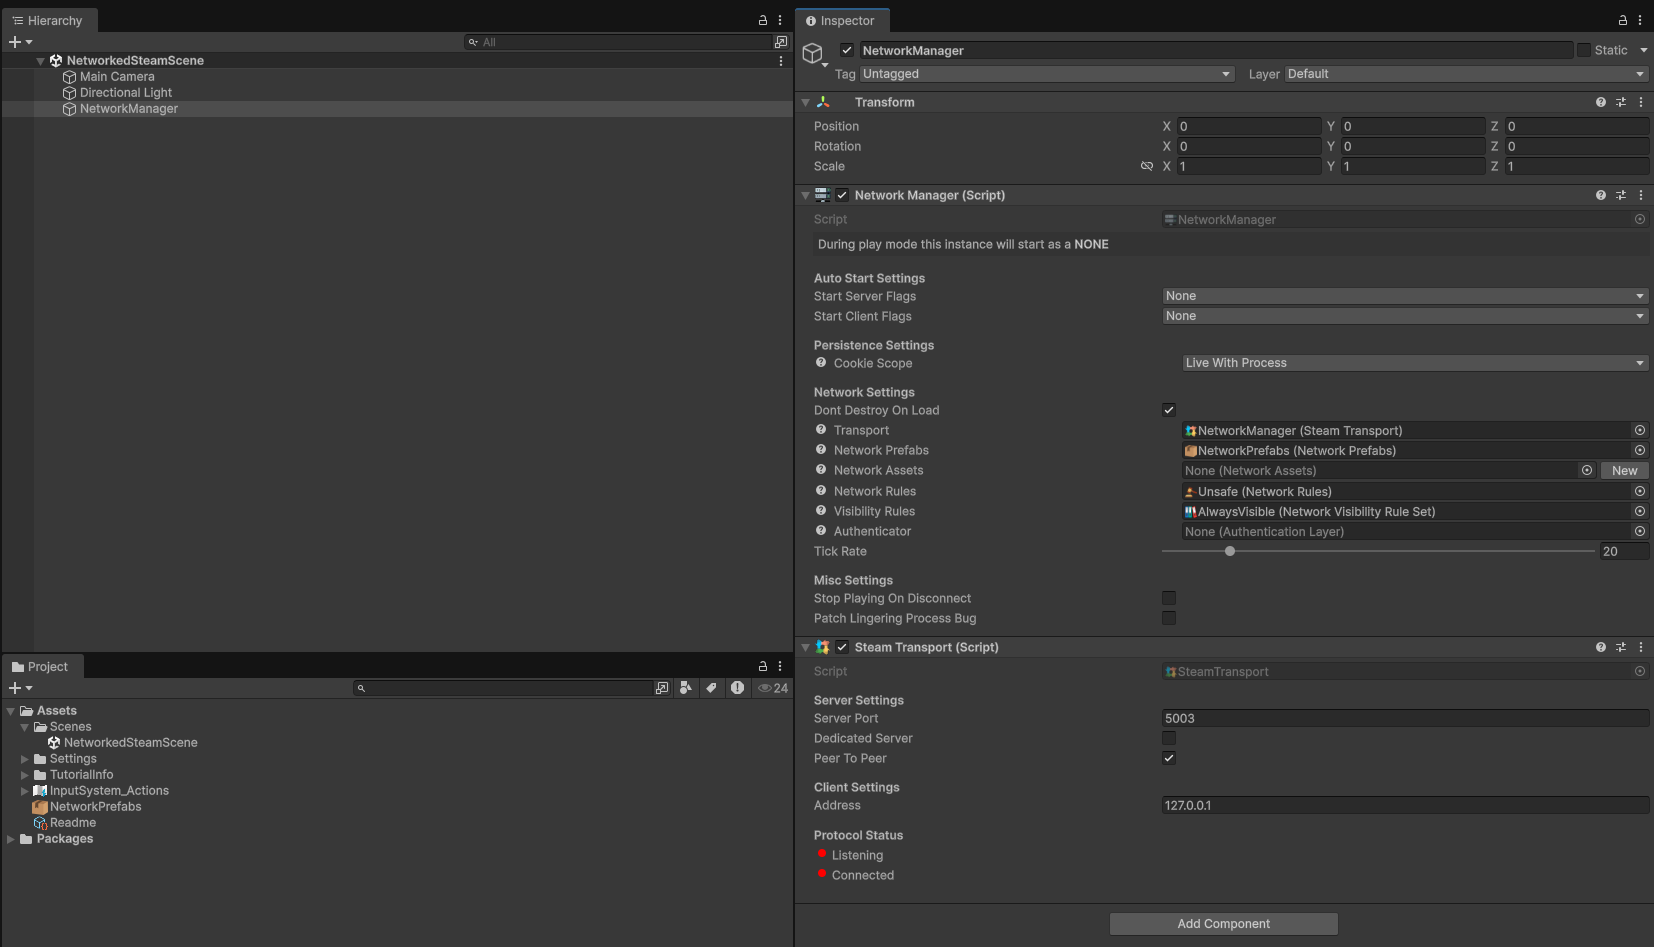 Hierarchy
All
NetworkedSteamScene
Main Camera
Directional Light
NetworkManager
Project
24
Assets
Scenes
NetworkedSteamScene
Settings
TutorialInfo
InputSystem_Actions
NetworkPrefabs
Readme
Packages
Inspector
NetworkManager Static
Tag Untagged Layer Default
Transform
Position X 0 Y 0 Z 0
Rotation X 0 Y 0 Z 0
Scale X 1 Y 1 Z 1
Network Manager (Script)
Script NetworkManager
During play mode this instance will start as a NONE
Auto Start Settings
Start Server Flags None
Start Client Flags None
Persistence Settings
Cookie Scope Live With Process
Network Settings
Dont Destroy On Load
Transport NetworkManager (Steam Transport)
Network Prefabs NetworkPrefabs (Network Prefabs)
Network Assets None (Network Assets) New
Network Rules Unsafe (Network Rules)
Visibility Rules AlwaysVisible (Network Visibility Rule Set)
Authenticator None (Authentication Layer)
Tick Rate 20
Misc Settings
Stop Playing On Disconnect
Patch Lingering Process Bug
Steam Transport (Script)
Script SteamTransport
Server Settings
Server Port 5003
Dedicated Server
Peer To Peer
Client Settings
Address 127.0.0.1
Protocol Status
Listening
Connected
Add Component